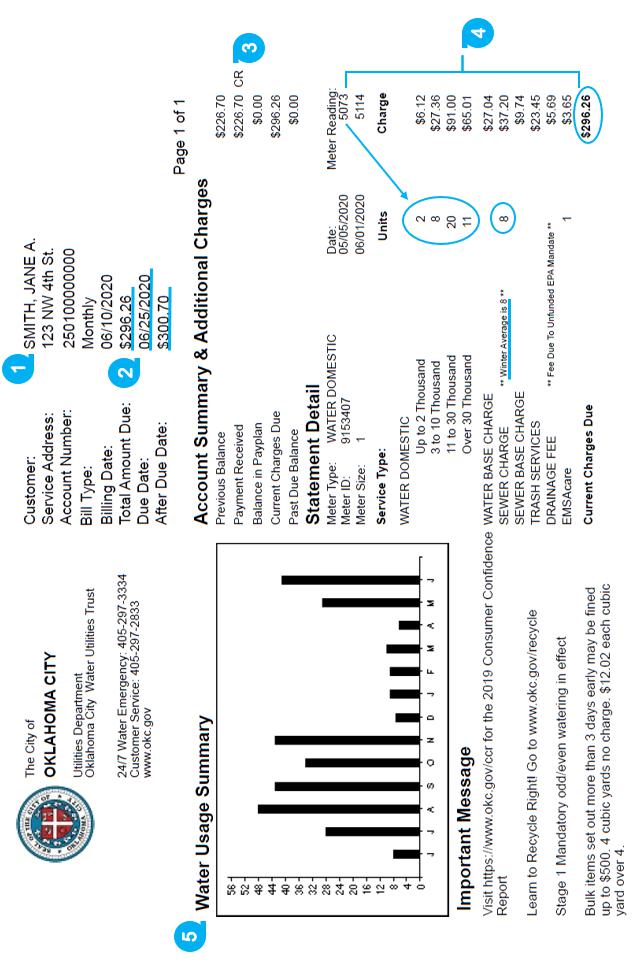 The City of
OKLAHOMA CITY
Utilities Department
Oklahoma City Water Utilities Trust
24/7 Water Emergency: 405-297-3334
Customer Service: 405-297-2833
www.okc.gov
1
Customer: SMITH, JANE A.
Service Address: 123 NW 4th St.
Account Number: 250100000000
Bill Type: Monthly
Billing Date: 06/10/2020
2
Total Amount Due: $296.26
Due Date: 06/25/2020
After Due Date: $300.70
Page 1 of 1
5
Water Usage Summary
56
52
48
44
40
36
32
28
24
20
16
12
8
4
0
J J A S O N D J F M A M J
Important Message
Visit https://www.okc.gov/ccr for the 2019 Consumer Confidence
Report
Learn to Recycle Right! Go to www.okc.gov/recycle
Stage 1 Mandatory odd/even watering in effect
Bulk items set out more than 3 days early may be fined
up to $500. 4 cubic yards no charge. $12.02 each cubic
yard over 4.
Account Summary & Additional Charges
Previous Balance $226.70
Payment Received $226.70 CR
3
Balance in Payplan $0.00
Current Charges Due $296.26
Past Due Balance $0.00
Statement Detail
Meter Type: WATER DOMESTIC Date: Meter Reading:
Meter ID: 9153407 05/05/2020 5073
Meter Size: 1 06/01/2020 5114
Service Type: Units Charge
4
WATER DOMESTIC
Up to 2 Thousand 2 $6.12
3 to 10 Thousand 8 $27.36
11 to 30 Thousand 20 $91.00
Over 30 Thousand 11 $65.01
WATER BASE CHARGE $27.04
SEWER CHARGE ** Winter Average is 8 ** 8 $37.20
SEWER BASE CHARGE $9.74
TRASH SERVICES $23.45
DRAINAGE FEE ** Fee Due To Unfunded EPA Mandate ** $5.69
EMSAcare 1 $3.65
Current Charges Due $296.26